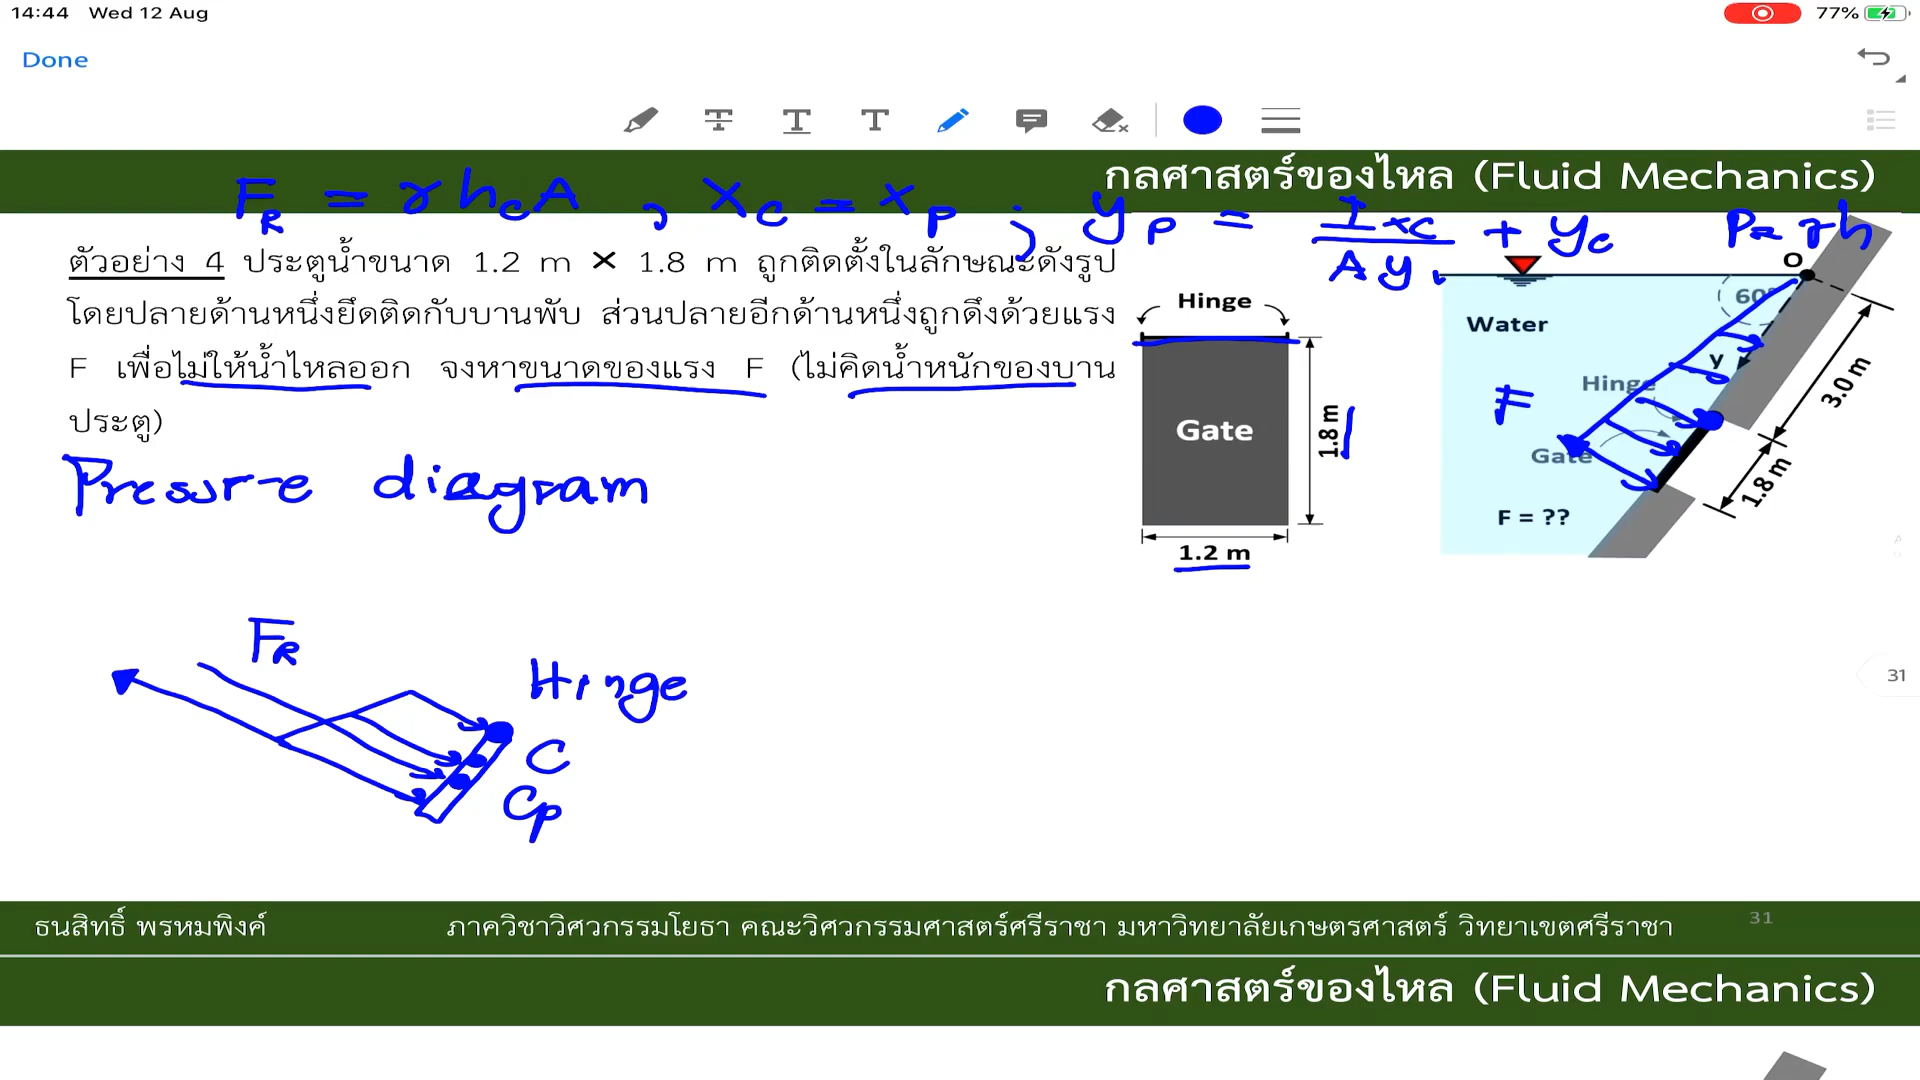 14:44 Wed 12 Aug
77%
Done
กลศาสตร์ของไหล (Fluid Mechanics)
F_R = γ h_c A , x_c = x_p ; y_p = I_xc / A y_c + y_c P = γh
ตัวอย่าง 4 ประตูน้ำขนาด 1.2 m × 1.8 m ถูกติดตั้งในลักษณะดังรูป
โดยปลายด้านหนึ่งยึดติดกับบานพับ ส่วนปลายอีกด้านหนึ่งถูกดึงด้วยแรง
F เพื่อไม่ให้น้ำไหลออก จงหาขนาดของแรง F (ไม่คิดน้ำหนักของบาน
ประตู)
Hinge
Gate
1.8 m
1.2 m
O
60°
Water
y
Hinge
3.0 m
F
Gate
1.8 m
F = ??
Pressure diagram
F_R
Hinge
C
Cp
31
ธนสิทธิ์ พรหมพิงค์ ภาควิชาวิศวกรรมโยธา คณะวิศวกรรมศาสตร์ศรีราชา มหาวิทยาลัยเกษตรศาสตร์ วิทยาเขตศรีราชา 31
กลศาสตร์ของไหล (Fluid Mechanics)